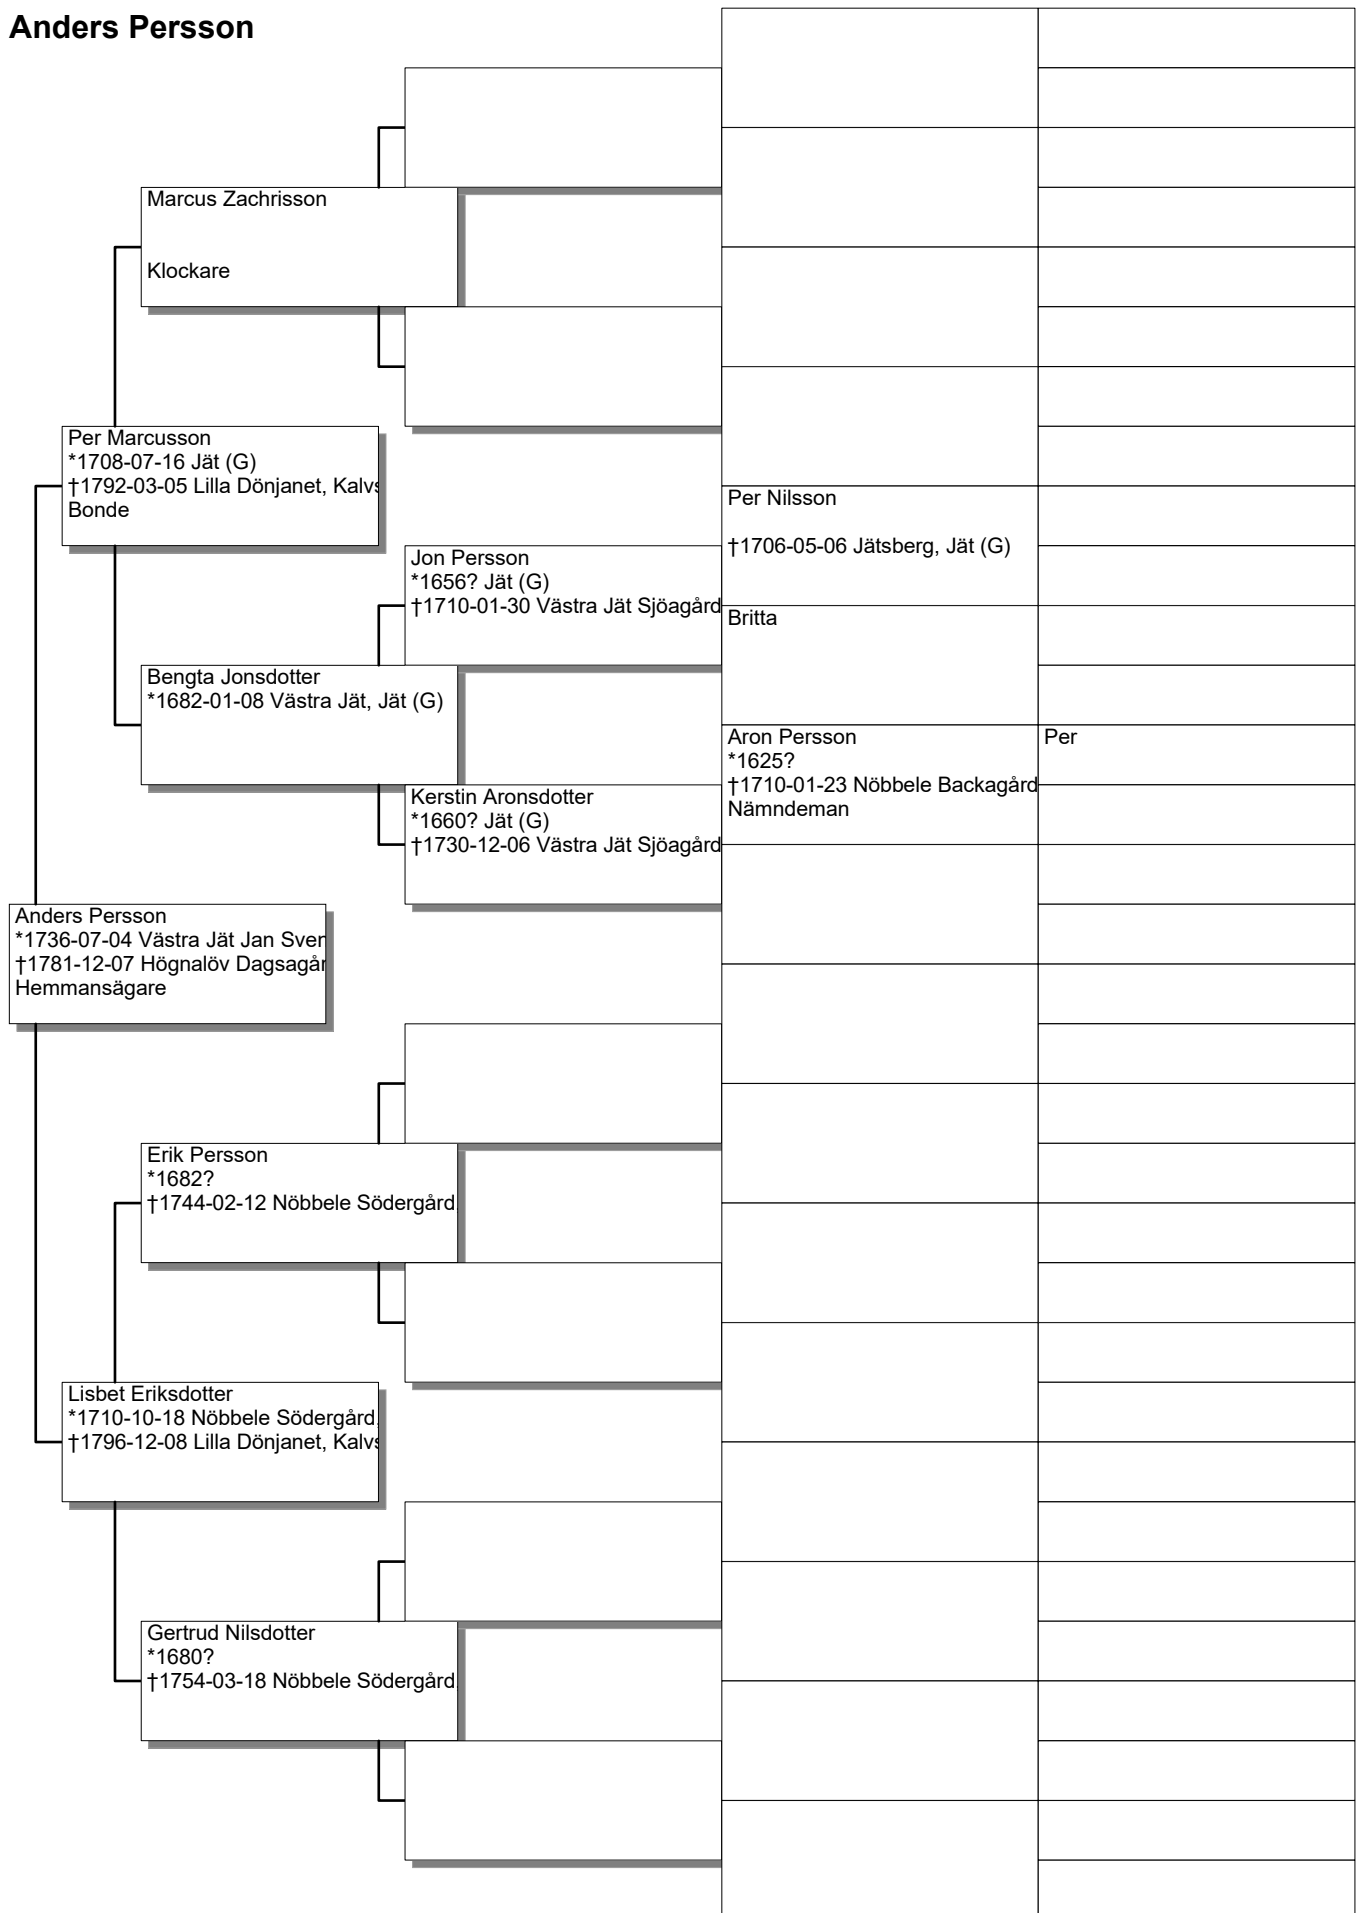 Anders Persson
Marcus Zachrisson
Klockare
Per Marcusson
*1708-07-16 Jät (G)
†1792-03-05 Lilla Dönjanet, Kalvs
Bonde
Per Nilsson
†1706-05-06 Jätsberg, Jät (G)
Jon Persson
*1656? Jät (G)
†1710-01-30 Västra Jät Sjöagård
Britta
Bengta Jonsdotter
*1682-01-08 Västra Jät, Jät (G)
Aron Persson
*1625?
†1710-01-23 Nöbbele Backagård
Nämndeman
Per
Kerstin Aronsdotter
*1660? Jät (G)
†1730-12-06 Västra Jät Sjöagård
Anders Persson
*1736-07-04 Västra Jät Jan Sven
†1781-12-07 Högnalöv Dagsagår
Hemmansägare
Erik Persson
*1682?
†1744-02-12 Nöbbele Södergård,
Lisbet Eriksdotter
*1710-10-18 Nöbbele Södergård,
†1796-12-08 Lilla Dönjanet, Kalvs
Gertrud Nilsdotter
*1680?
†1754-03-18 Nöbbele Södergård